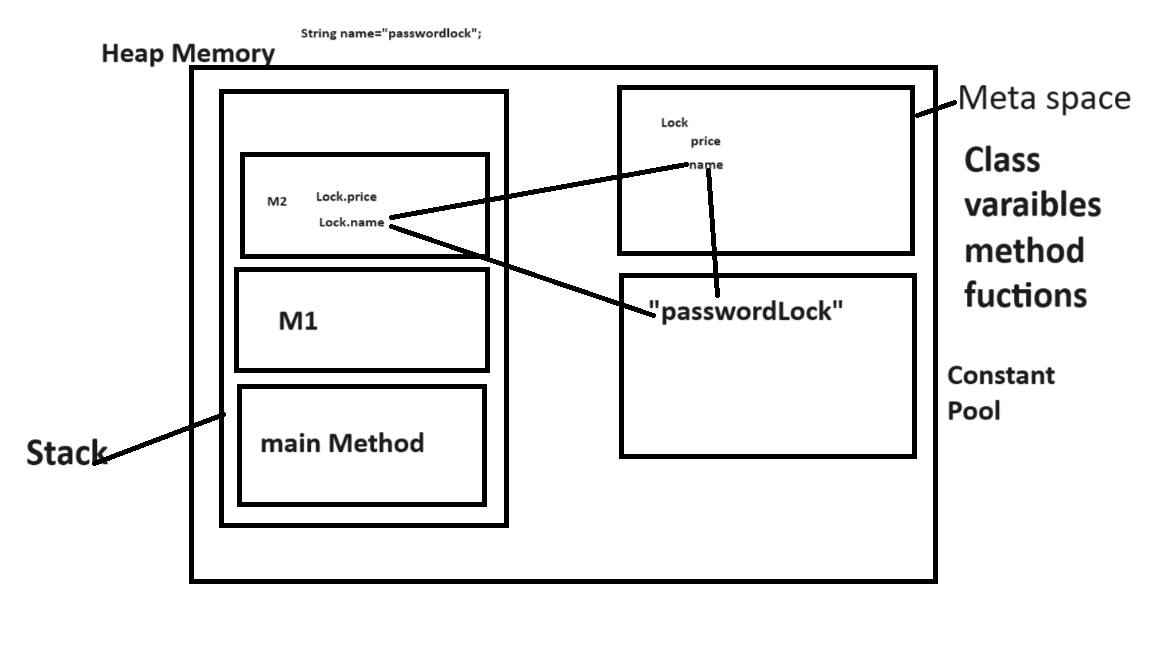 String name="passwordlock";
Heap Memory
Meta space
Lock
price
name
Class
varaibles
method
fuctions
M2
Lock.price
Lock.name
M1
"passwordLock"
Constant
Pool
main Method
Stack